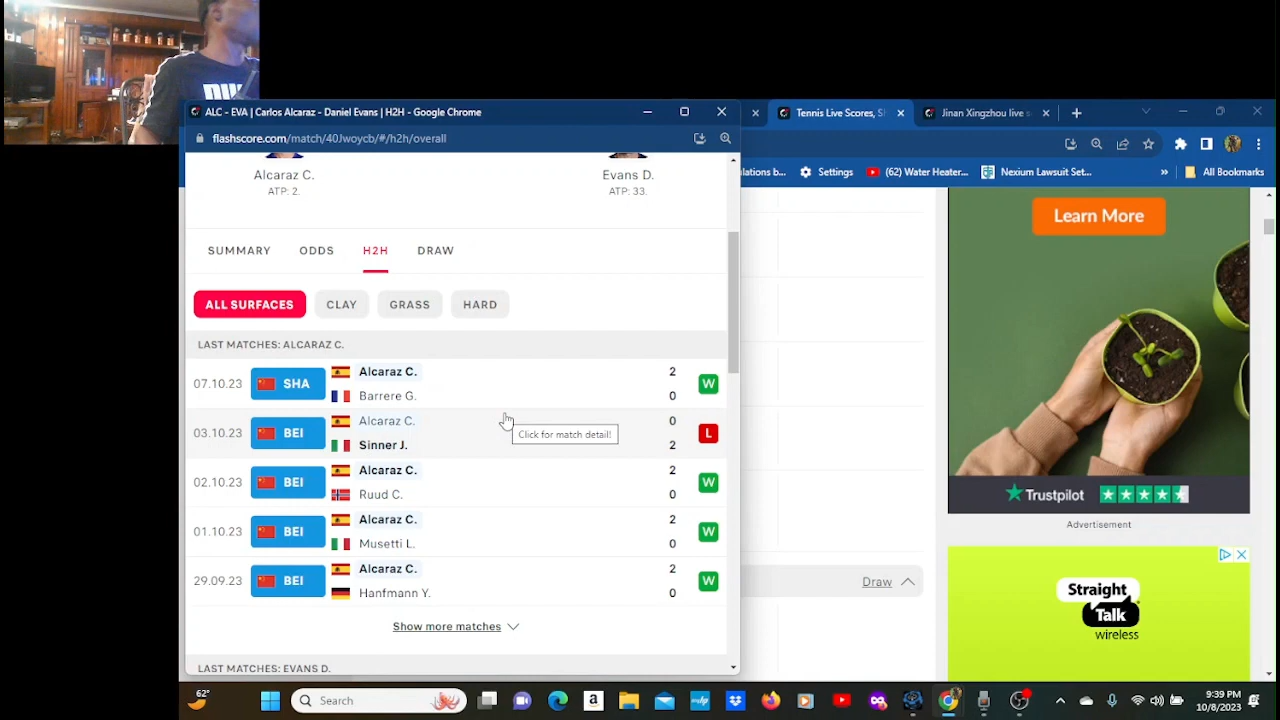 ALC - EVA | Carlos Alcaraz - Daniel Evans | H2H - Google Chrome
Tennis Live Scores, S
Jinan Xingzhou live s
flashscore.com/match/40Jwoycb/#/h2h/overall
lations b...
Settings
(62) Water Heater...
Nexium Lawsuit Set...
»
All Bookmarks
Alcaraz C.
Evans D.
ATP: 2.
ATP: 33.
Learn More
SUMMARY
ODDS
H2H
DRAW
ALL SURFACES
CLAY
GRASS
HARD
LAST MATCHES: ALCARAZ C.
07.10.23
SHA
Alcaraz C.
2
Barrere G.
0
W
03.10.23
BEI
Alcaraz C.
0
Sinner J.
2
L
Click for match detail!
02.10.23
BEI
Alcaraz C.
2
Ruud C.
0
W
01.10.23
BEI
Alcaraz C.
2
Musetti L.
0
W
29.09.23
BEI
Alcaraz C.
2
Hanfmann Y.
0
W
Show more matches
LAST MATCHES: EVANS D.
Trustpilot
Advertisement
Draw
Straight
Talk
wireless
62°
Search
9:39 PM
10/8/2023